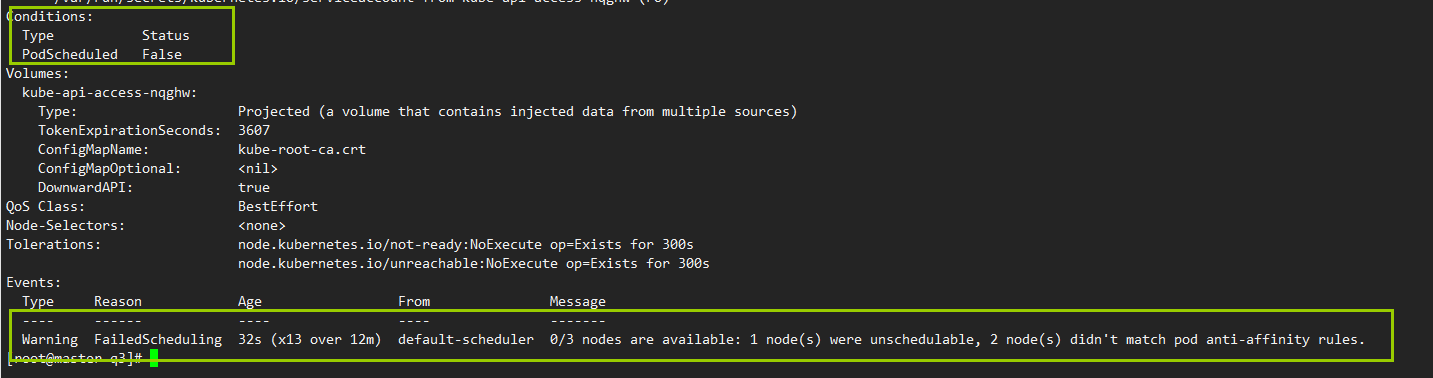 /var/run/secrets/kubernetes.io/serviceaccount from kube-api-access-nqghw (ro)
Conditions:
  Type           Status
  PodScheduled   False
Volumes:
  kube-api-access-nqghw:
    Type:                    Projected (a volume that contains injected data from multiple sources)
    TokenExpirationSeconds:  3607
    ConfigMapName:           kube-root-ca.crt
    ConfigMapOptional:       <nil>
    DownwardAPI:             true
QoS Class:                   BestEffort
Node-Selectors:              <none>
Tolerations:                 node.kubernetes.io/not-ready:NoExecute op=Exists for 300s
                             node.kubernetes.io/unreachable:NoExecute op=Exists for 300s
Events:
  Type     Reason            Age                 From               Message
  ----     ------            ----                ----               -------
  Warning  FailedScheduling  32s (x13 over 12m)  default-scheduler  0/3 nodes are available: 1 node(s) were unschedulable, 2 node(s) didn't match pod anti-affinity rules.
[root@master q3]#